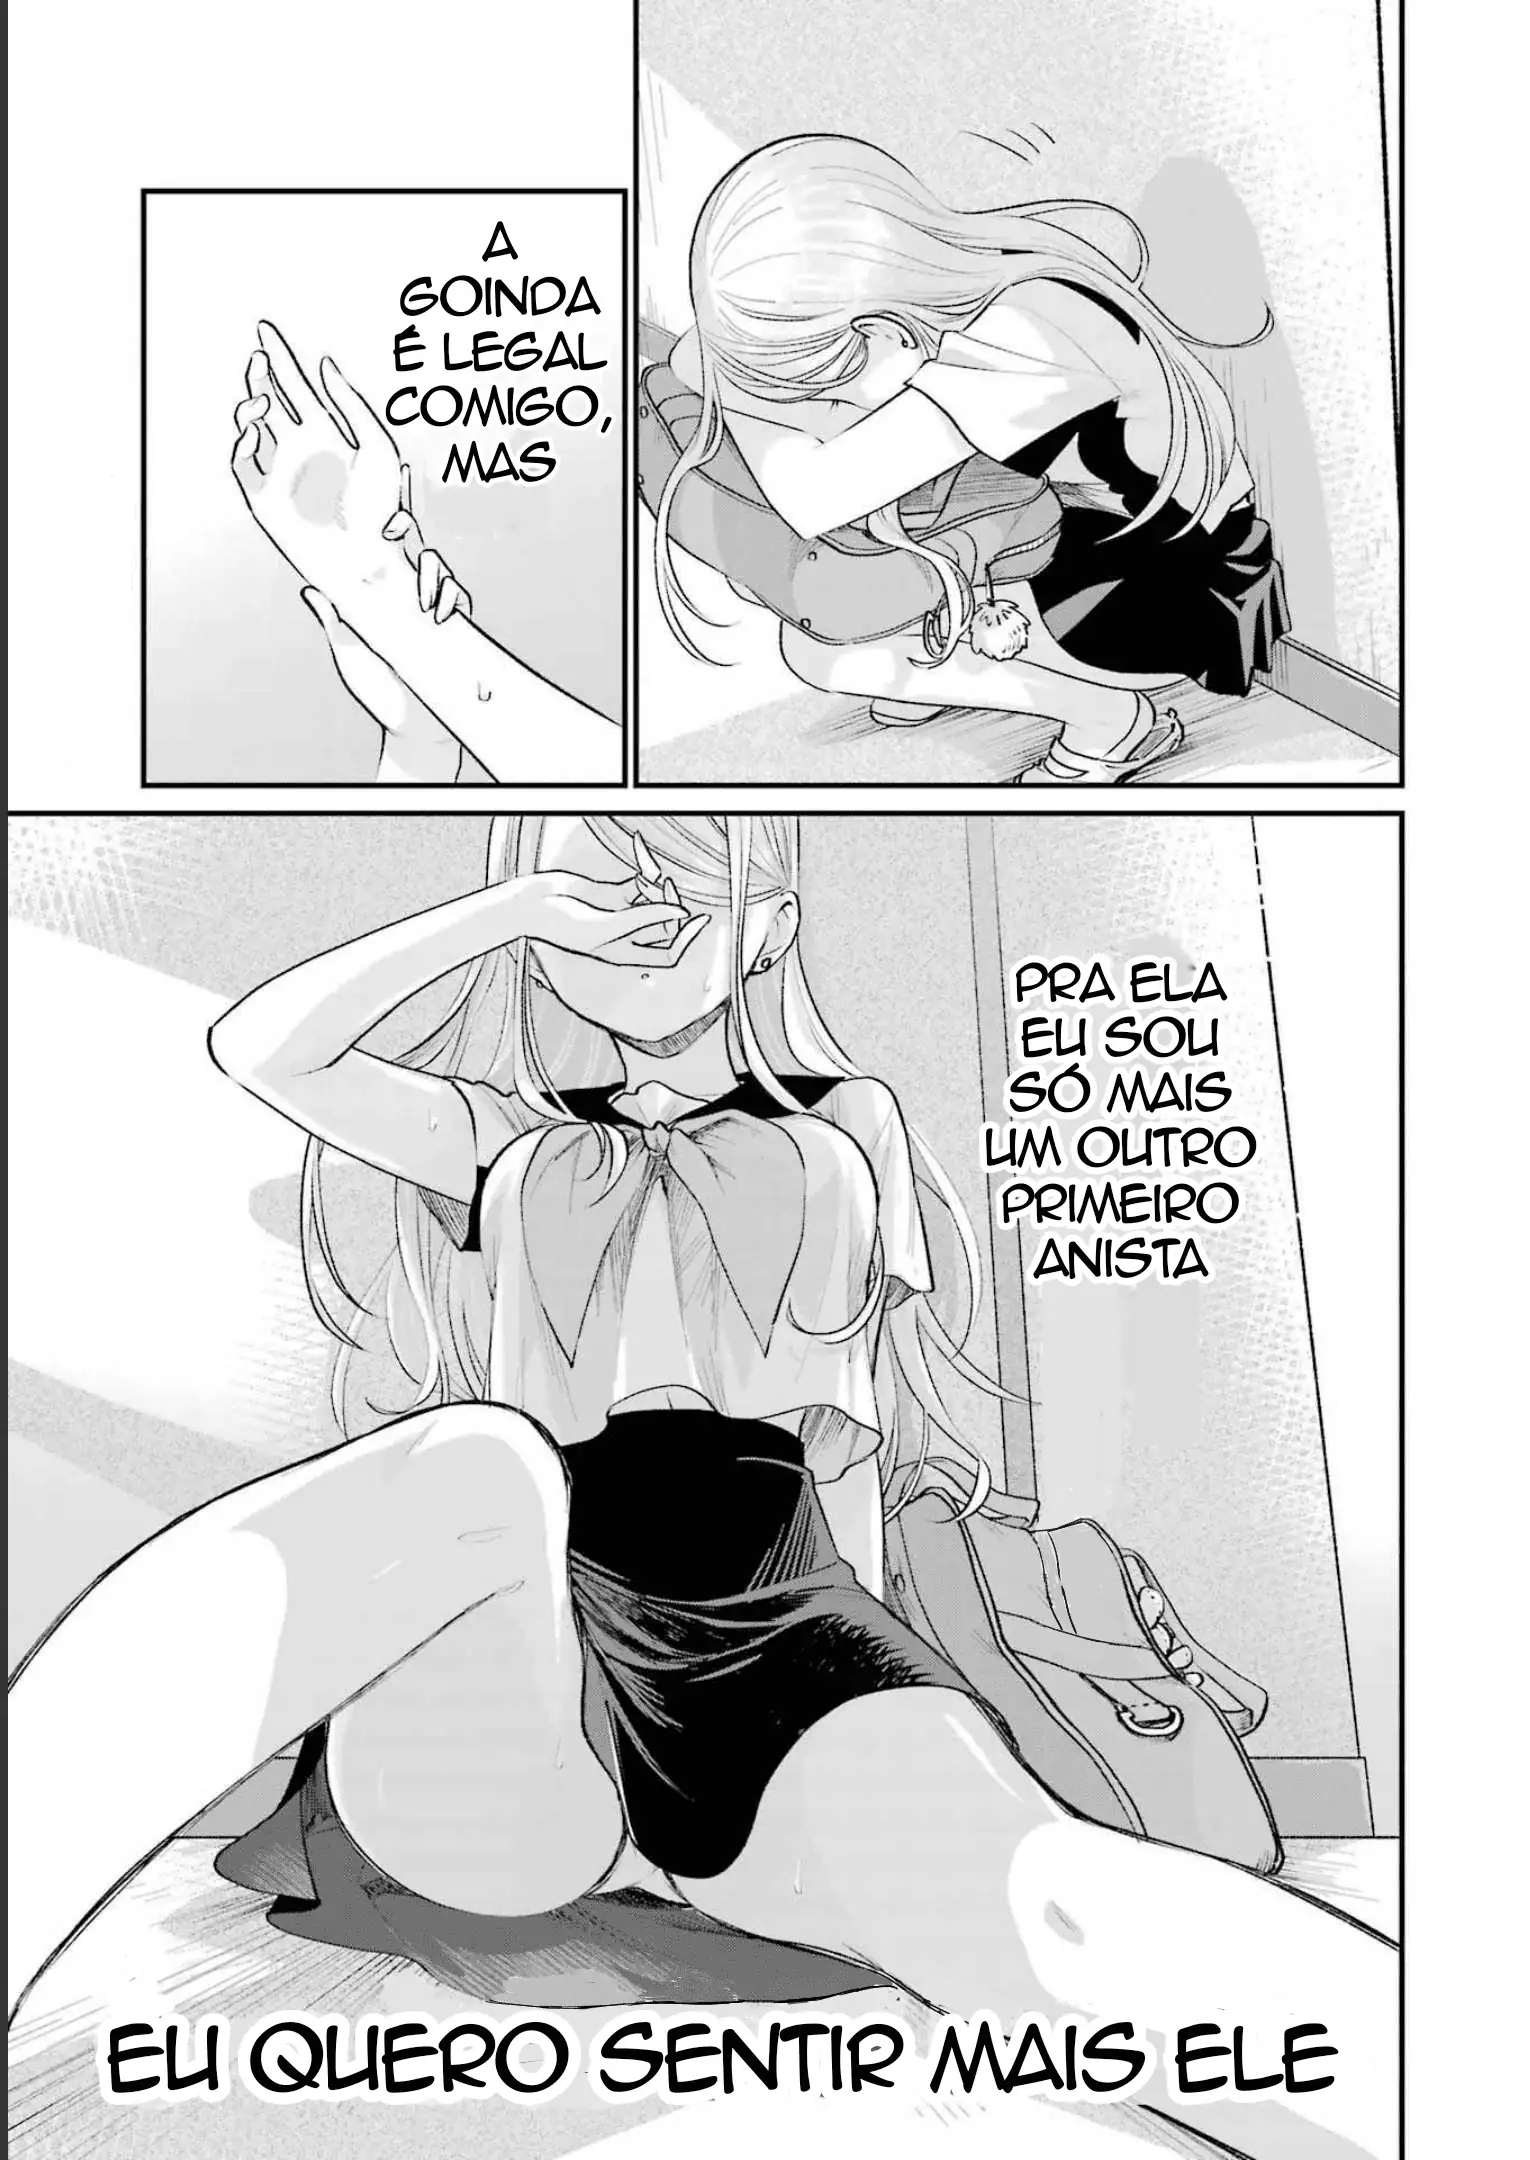 A
GOINDA
É LEGAL
COMIGO,
MAS
PRA ELA
EU SOU
SÓ MAIS
UM OUTRO
PRIMEIRO
ANISTA
EU QUERO SENTIR MAIS ELE